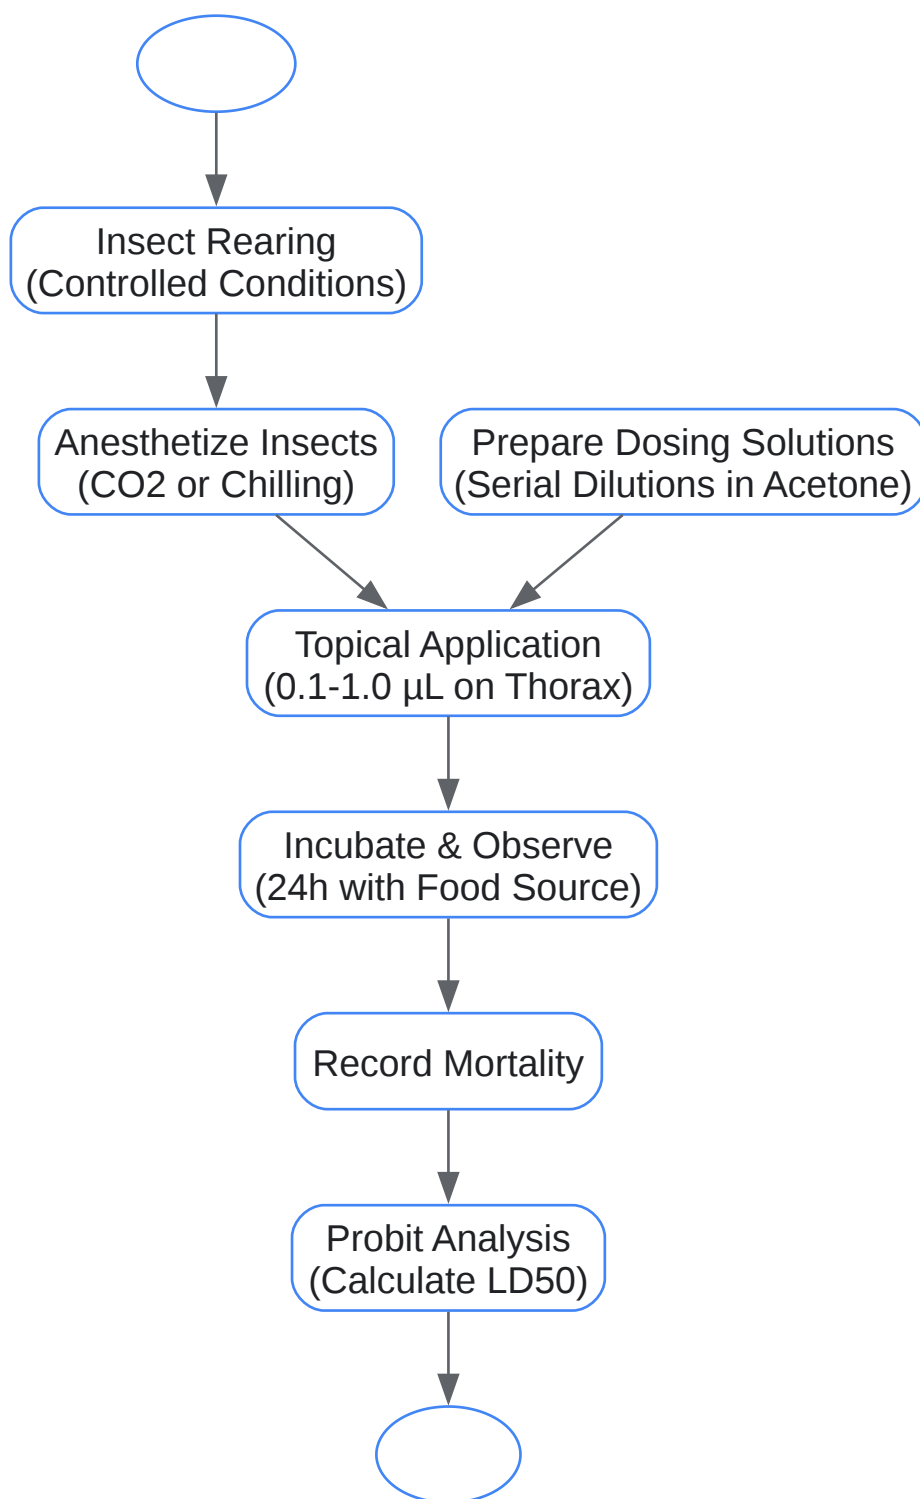 Insect Rearing
(Controlled Conditions)
Anesthetize Insects
(CO2 or Chilling)
Prepare Dosing Solutions
(Serial Dilutions in Acetone)
Topical Application
(0.1-1.0 µL on Thorax)
Incubate & Observe
(24h with Food Source)
Record Mortality
Probit Analysis
(Calculate LD50)